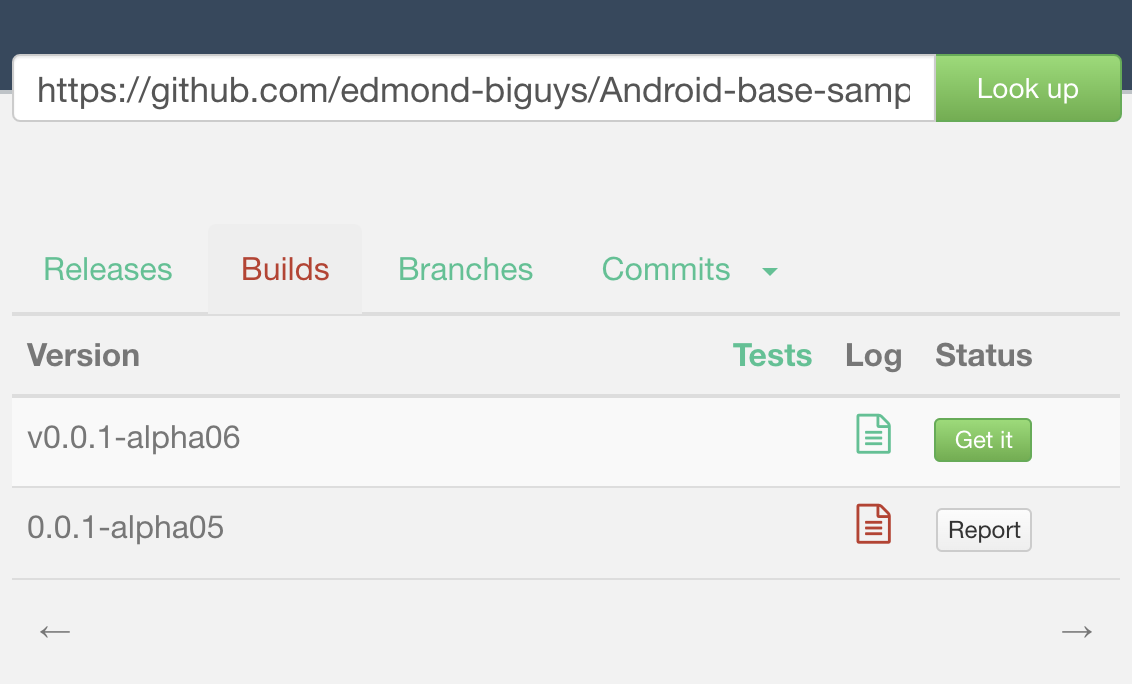 https://github.com/edmond-biguys/Android-base-samp Look up
Releases Builds Branches Commits
Version Tests Log Status
v0.0.1-alpha06 Get it
0.0.1-alpha05 Report
← →